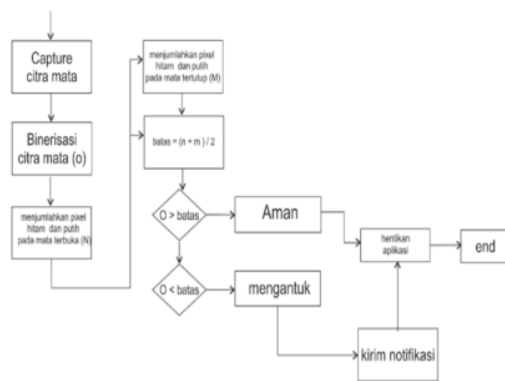 Capture
citra mata
Binerisasi
citra mata (o)
menjumlahkan pixel
hitam dan putih
pada mata terbuka (N)
menjumlahkan pixel
hitam dan putih
pada mata tertutup (M)
batas = (n + m ) / 2
O > batas
Aman
O < batas
mengantuk
kirim notifikasi
hentikan
aplikasi
end